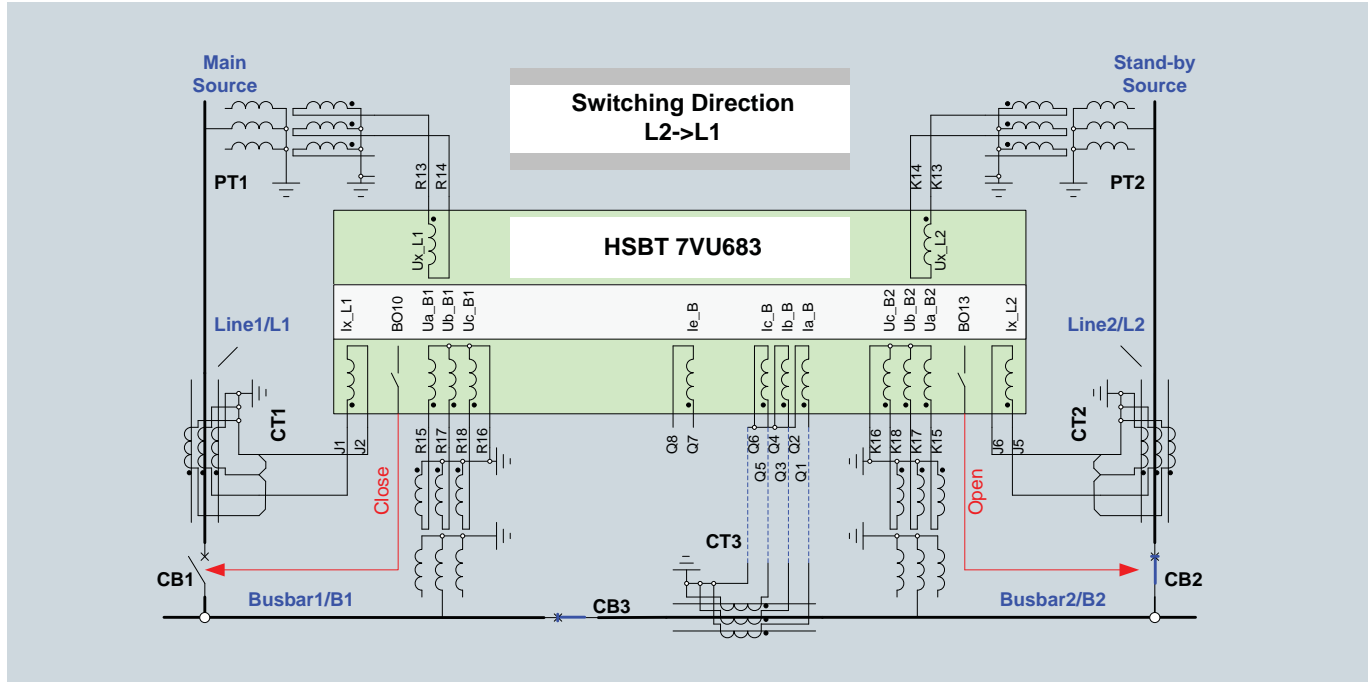 Main
Source
Stand-by
Source
Switching Direction
L2->L1
PT1
PT2
R13
R14
K14
K13
HSBT 7VU683
Ux_L1
Ux_L2
Ix_L1
BO10
Ua_B1
Ub_B1
Uc_B1
Ie_B
Ic_B
Ib_B
Ia_B
Uc_B2
Ub_B2
Ua_B2
BO13
Ix_L2
Line1/L1
Line2/L2
CT1
CT2
J1
J2
R15
R17
R18
R16
Q8
Q7
Q6
Q5
Q4
Q3
Q2
Q1
K16
K18
K17
K15
J6
J5
Close
Open
CT3
CB1
CB2
Busbar1/B1
CB3
Busbar2/B2